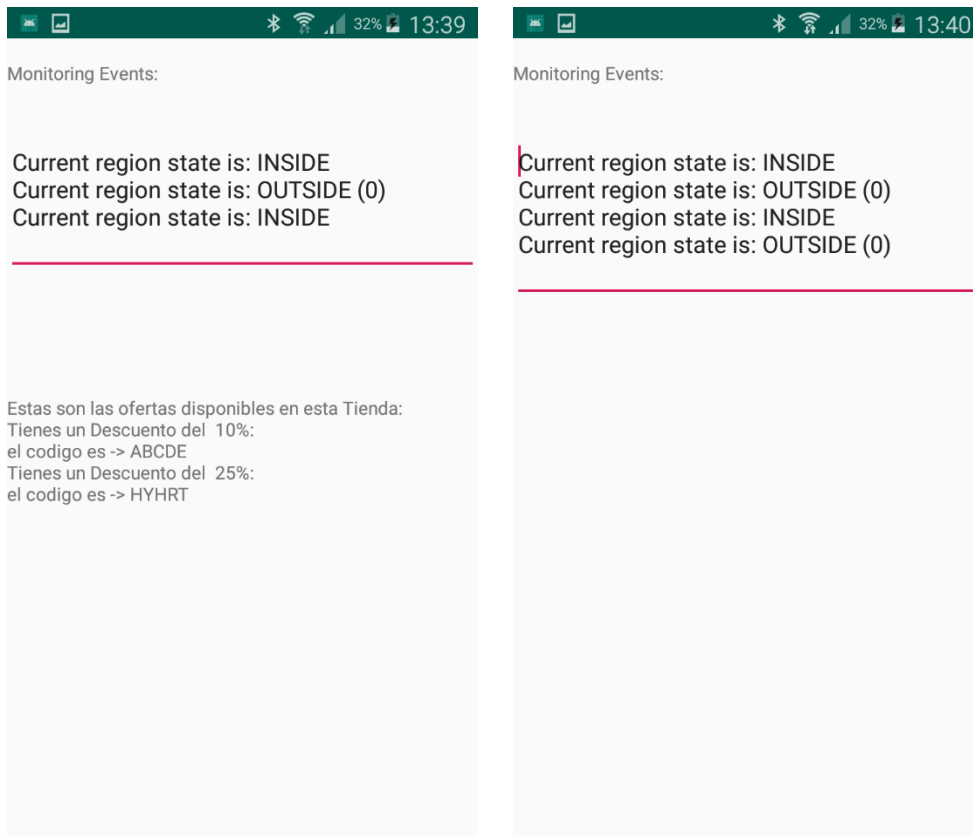 32% 13:39
Monitoring Events:
Current region state is: INSIDE
Current region state is: OUTSIDE (0)
Current region state is: INSIDE
Estas son las ofertas disponibles en esta Tienda:
Tienes un Descuento del  10%:
el codigo es -> ABCDE
Tienes un Descuento del  25%:
el codigo es -> HYHRT
32% 13:40
Monitoring Events:
Current region state is: INSIDE
Current region state is: OUTSIDE (0)
Current region state is: INSIDE
Current region state is: OUTSIDE (0)